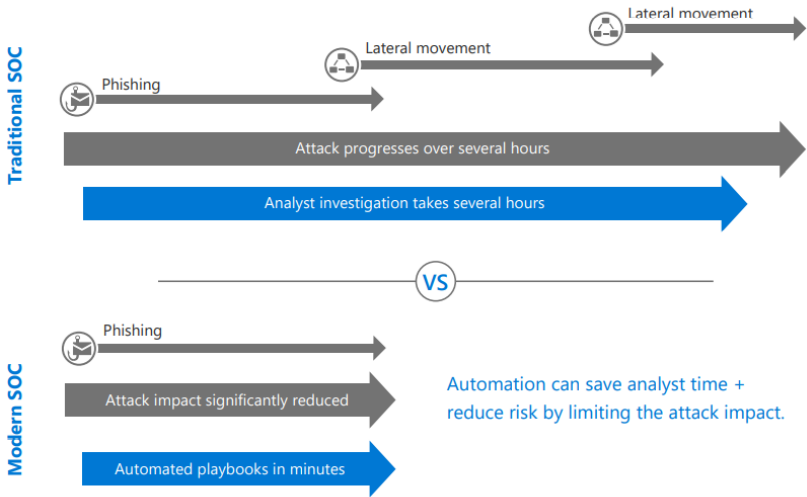 Traditional SOC
Lateral movement
Lateral movement
Phishing
Attack progresses over several hours
Analyst investigation takes several hours
VS
Modern SOC
Phishing
Attack impact significantly reduced
Automated playbooks in minutes
Automation can save analyst time +
reduce risk by limiting the attack impact.